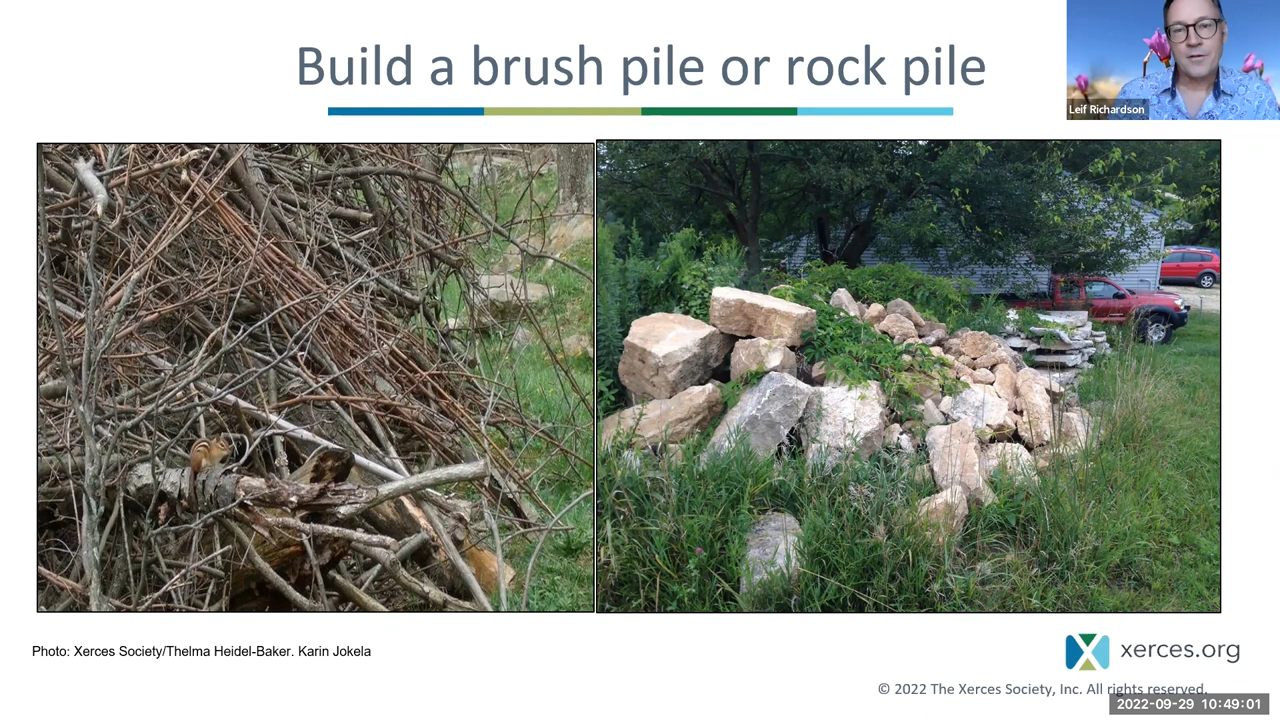 Build a brush pile or rock pile
Leif Richardson
Photo: Xerces Society/Thelma Heidel-Baker. Karin Jokela
xerces.org
© 2022 The Xerces Society, Inc. All rights reserved.
2022-09-29 10:49:01